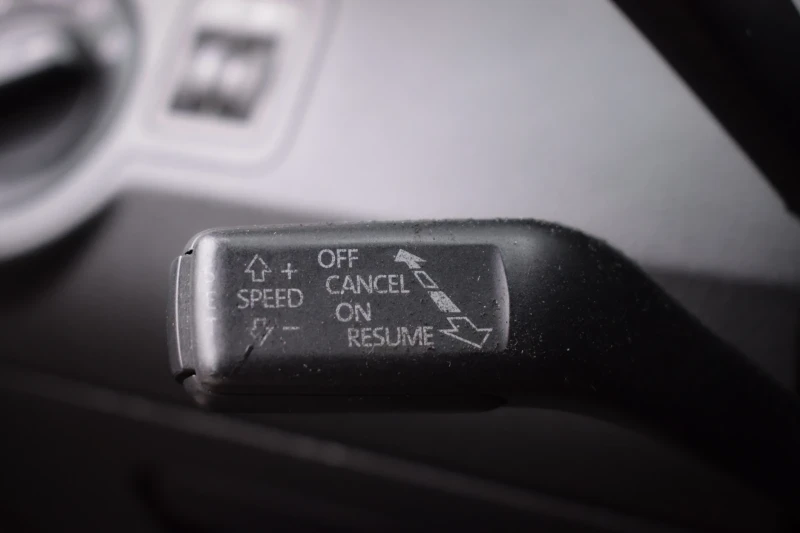 +
SPEED
−
OFF
CANCEL
ON
RESUME